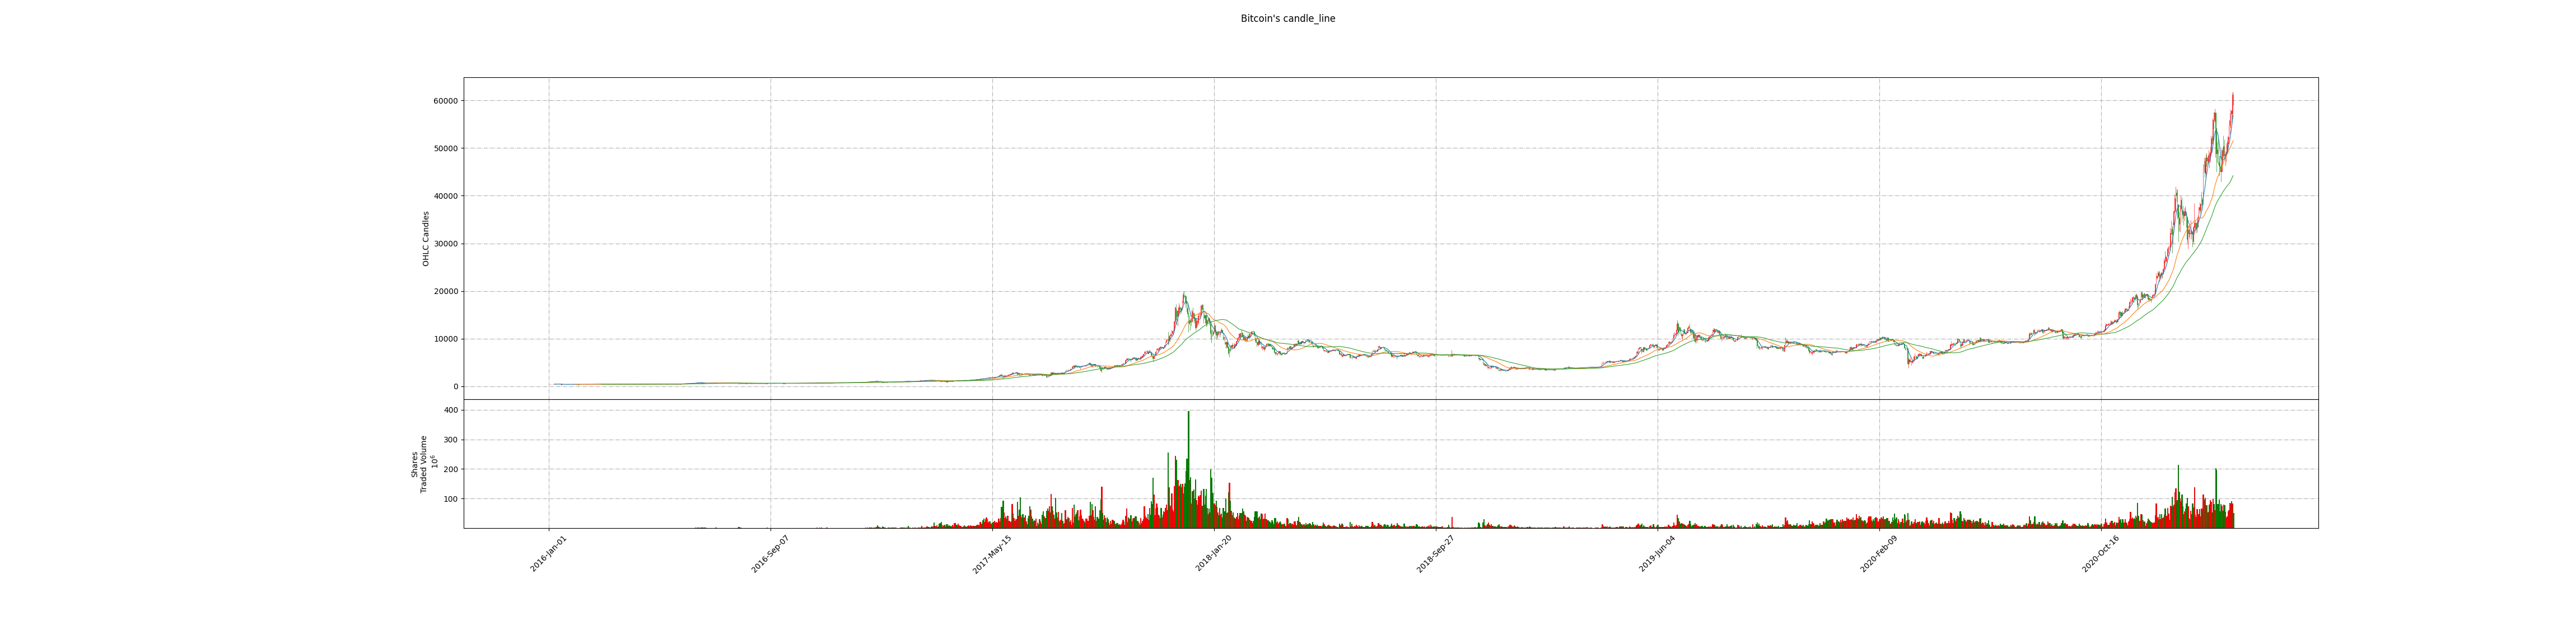 Bitcoin's candle_line
OHLC Candles
60000
50000
40000
30000
20000
10000
0
Shares
Traded Volume
10^6
400
300
200
100
2016-Jan-01
2016-Sep-07
2017-May-15
2018-Jan-20
2018-Sep-27
2019-Jun-04
2020-Feb-09
2020-Oct-16